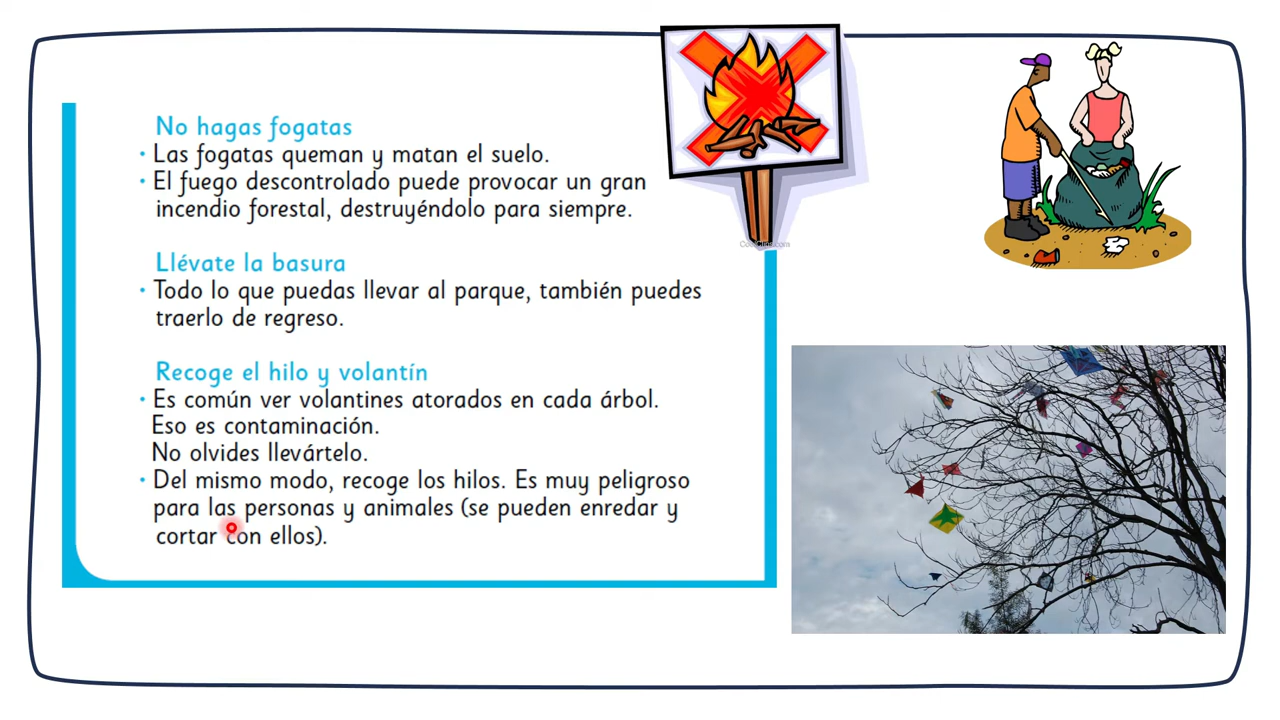 No hagas fogatas
• Las fogatas queman y matan el suelo.
• El fuego descontrolado puede provocar un gran
incendio forestal, destruyéndolo para siempre.
Llévate la basura
• Todo lo que puedas llevar al parque, también puedes
traerlo de regreso.
Recoge el hilo y volantín
• Es común ver volantines atorados en cada árbol.
Eso es contaminación.
No olvides llevártelo.
• Del mismo modo, recoge los hilos. Es muy peligroso
para las personas y animales (se pueden enredar y
cortar con ellos).